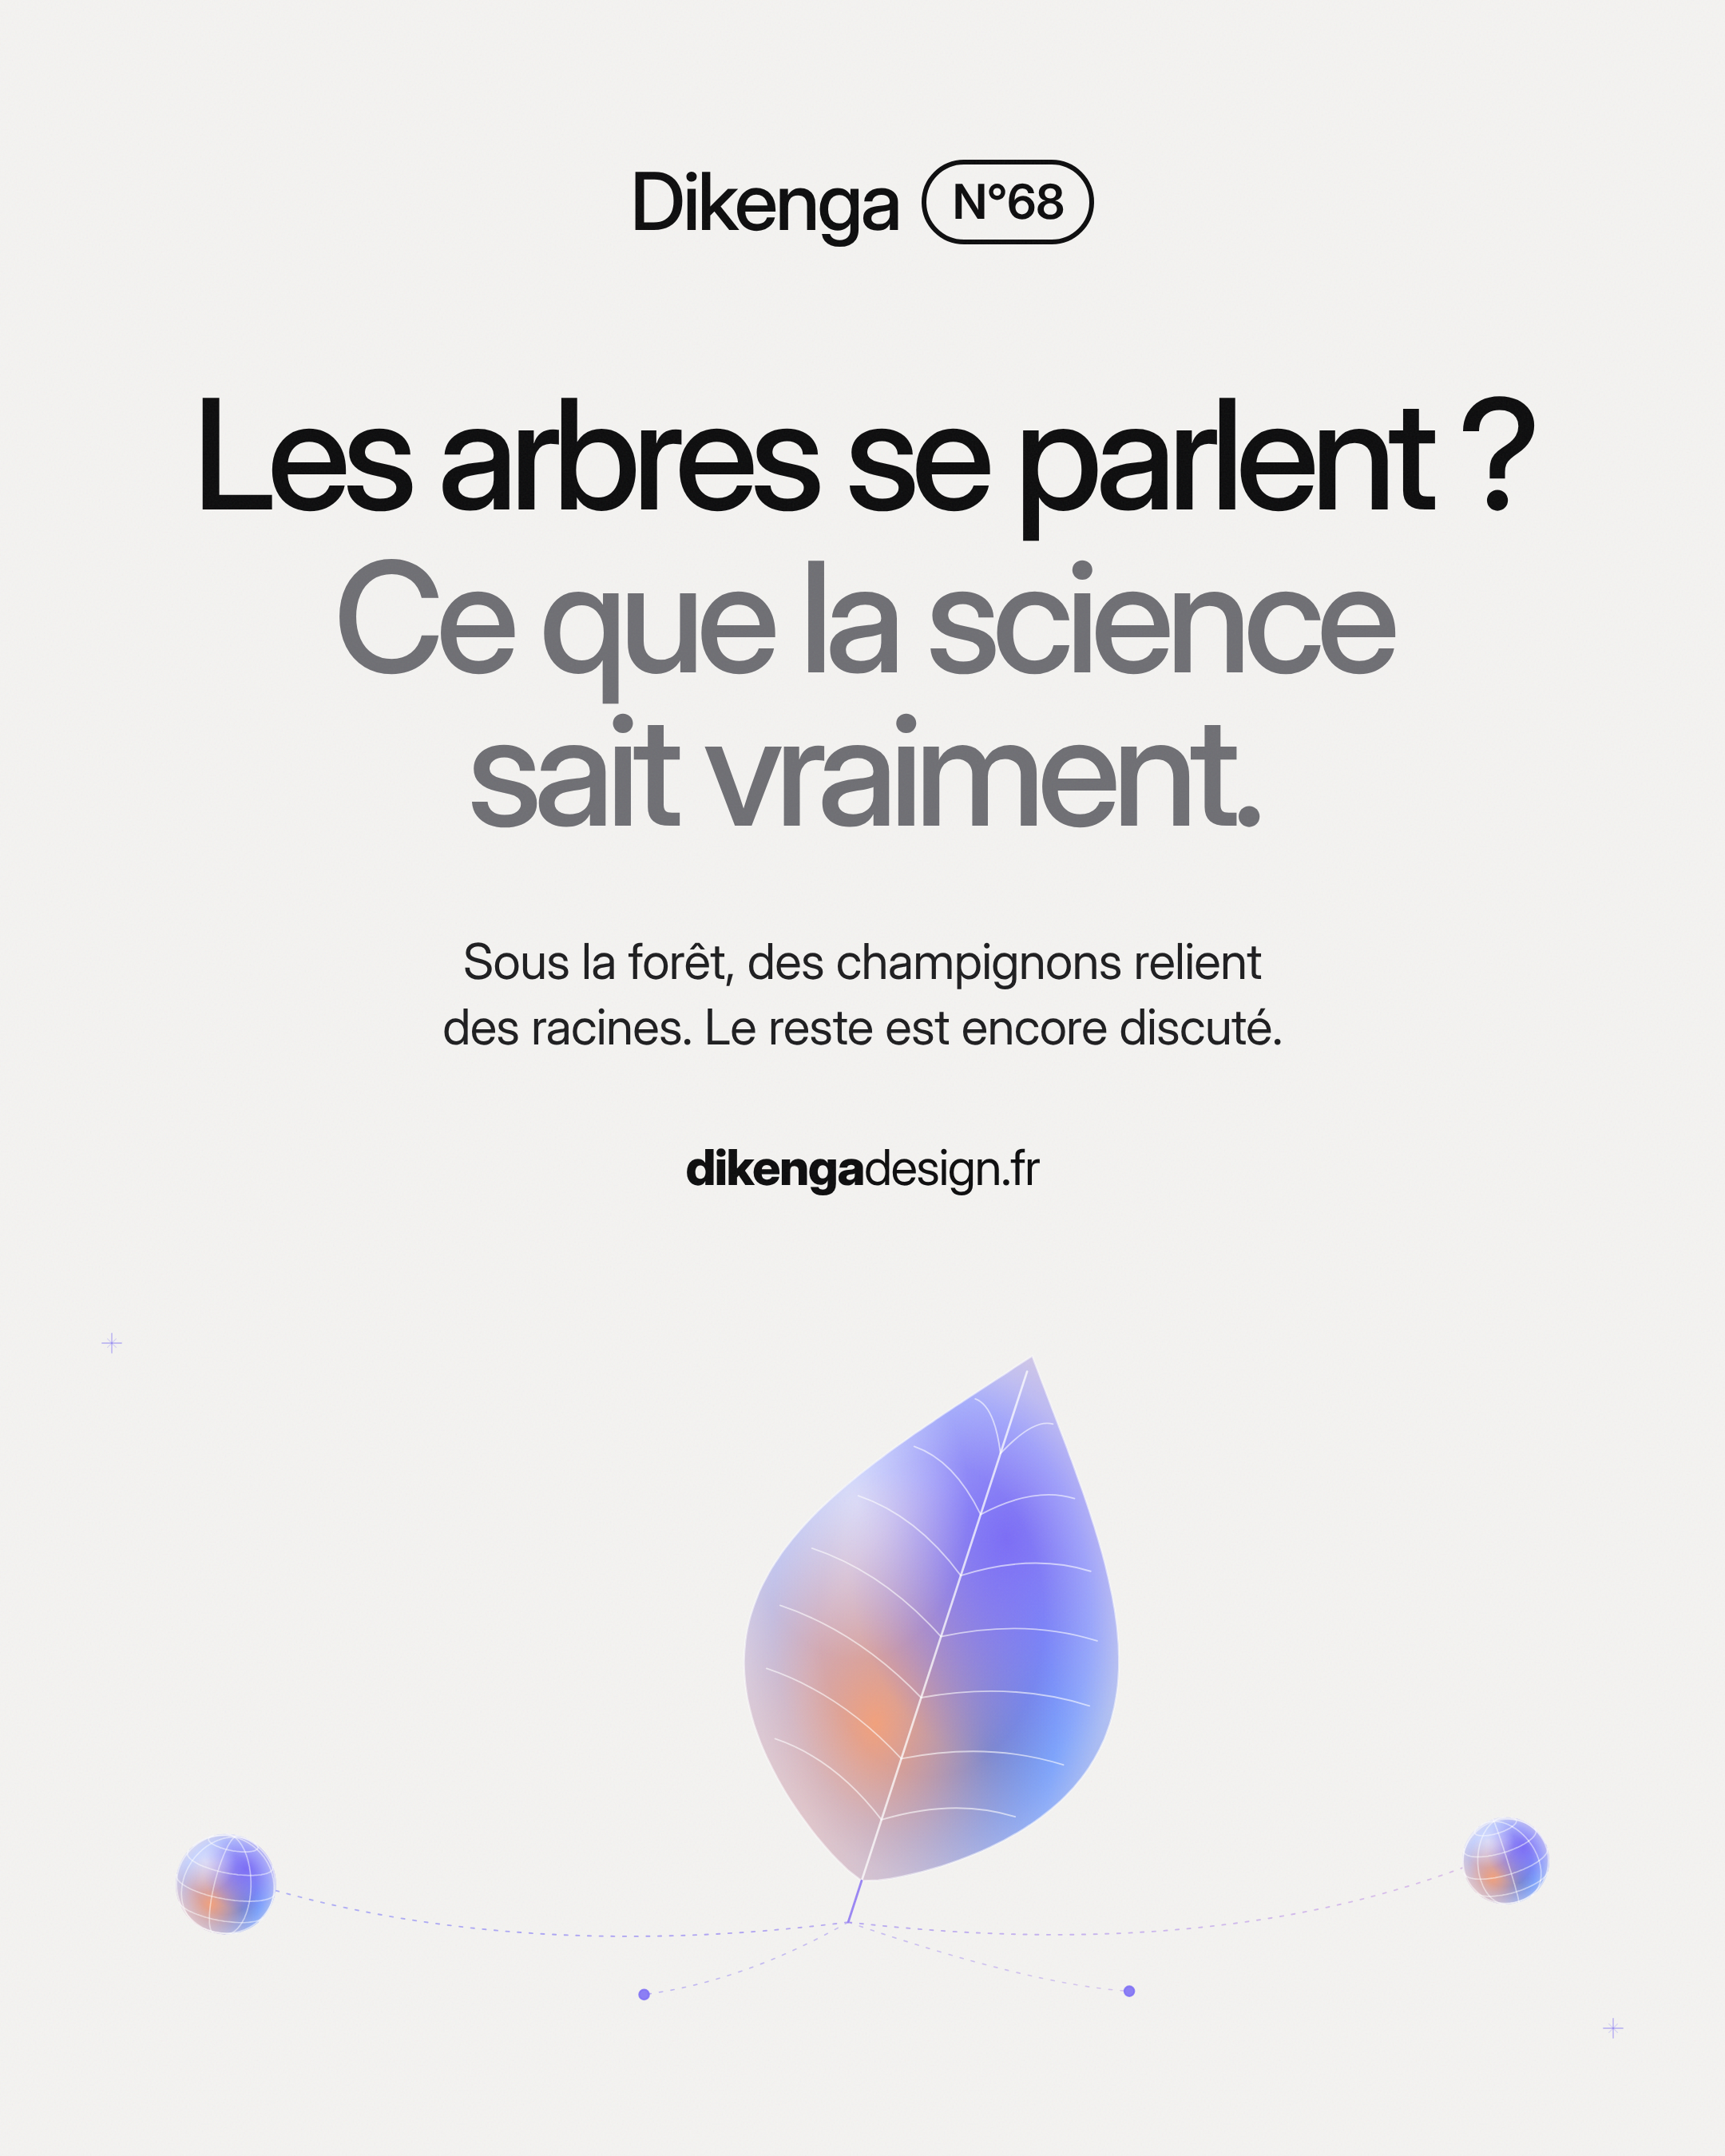 Dikenga N°68
Les arbres se parlent ?
Ce que la science
sait vraiment.
Sous la forêt, des champignons relient
des racines. Le reste est encore discuté.
dikengadesign.fr